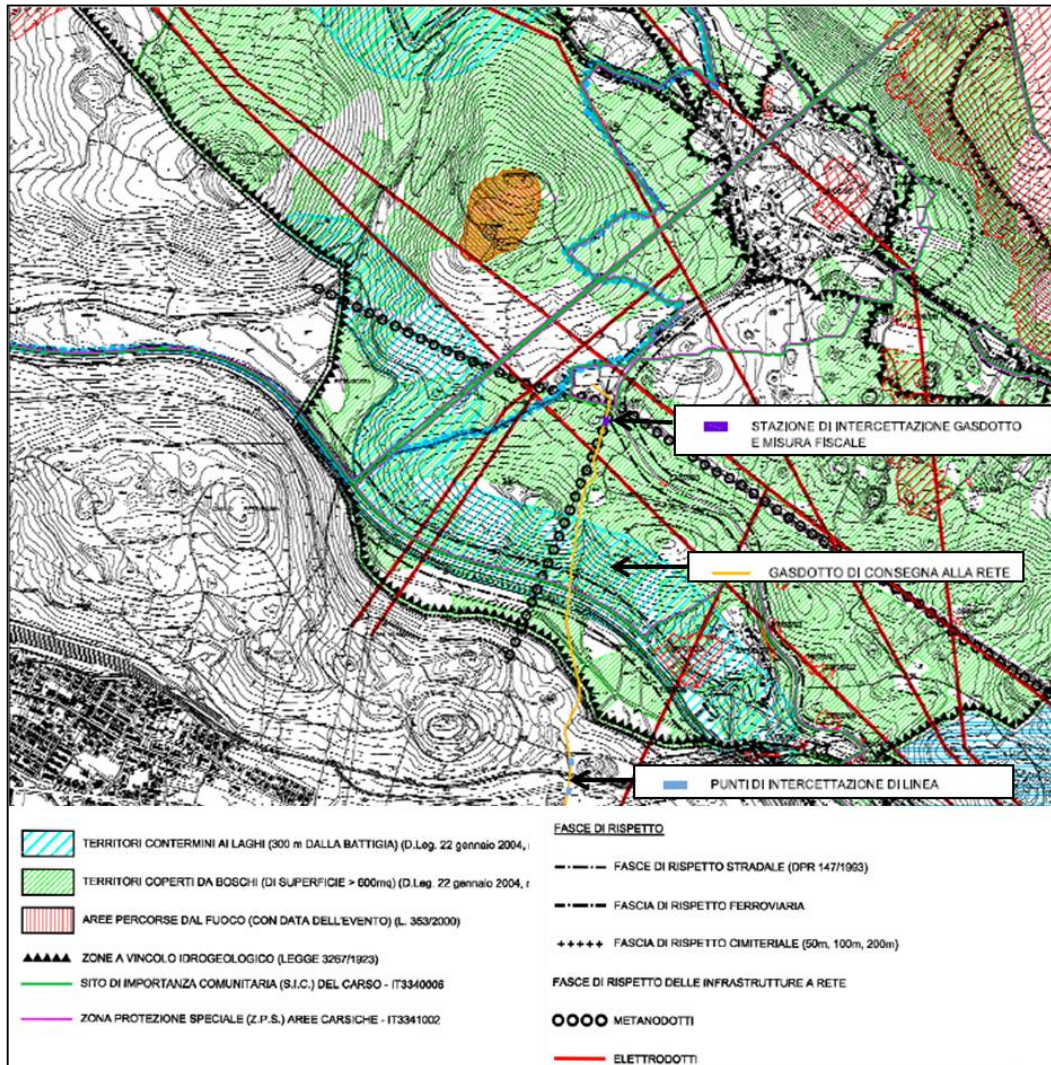 STAZIONE DI INTERCETTAZIONE GASDOTTO
E MISURA FISCALE
GASDOTTO DI CONSEGNA ALLA RETE
PUNTI DI INTERCETTAZIONE DI LINEA
TERRITORI CONTERMINI AI LAGHI (300 m DALLA BATTIGIA) (D.Leg. 22 gennaio 2004,
TERRITORI COPERTI DA BOSCHI (DI SUPERFICIE > 600mq) (D.Leg. 22 gennaio 2004,
AREE PERCORSE DAL FUOCO (CON DATA DELL'EVENTO) (L. 353/2000)
ZONE A VINCOLO IDROGEOLOGICO (LEGGE 3267/1923)
SITO DI IMPORTANZA COMUNITARIA (S.I.C.) DEL CARSO - IT3340006
ZONA PROTEZIONE SPECIALE (Z.P.S.) AREE CARSICHE - IT3341002
FASCE DI RISPETTO
FASCE DI RISPETTO STRADALE (DPR 147/1993)
FASCIA DI RISPETTO FERROVIARIA
FASCIA DI RISPETTO CIMITERIALE (50m, 100m, 200m)
FASCE DI RISPETTO DELLE INFRASTRUTTURE A RETE
METANODOTTI
ELETTRODOTTI